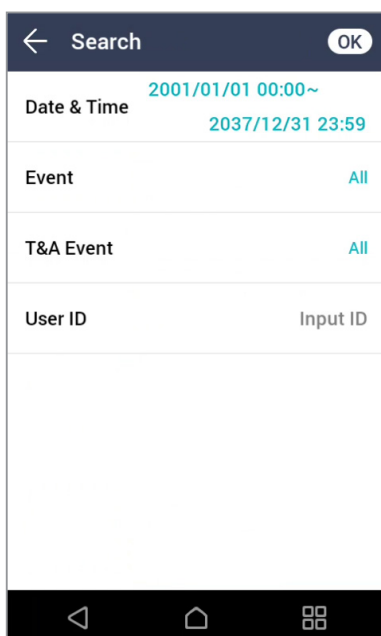 Search
OK
Date & Time
2001/01/01 00:00~
2037/12/31 23:59
Event
All
T&A Event
All
User ID
Input ID